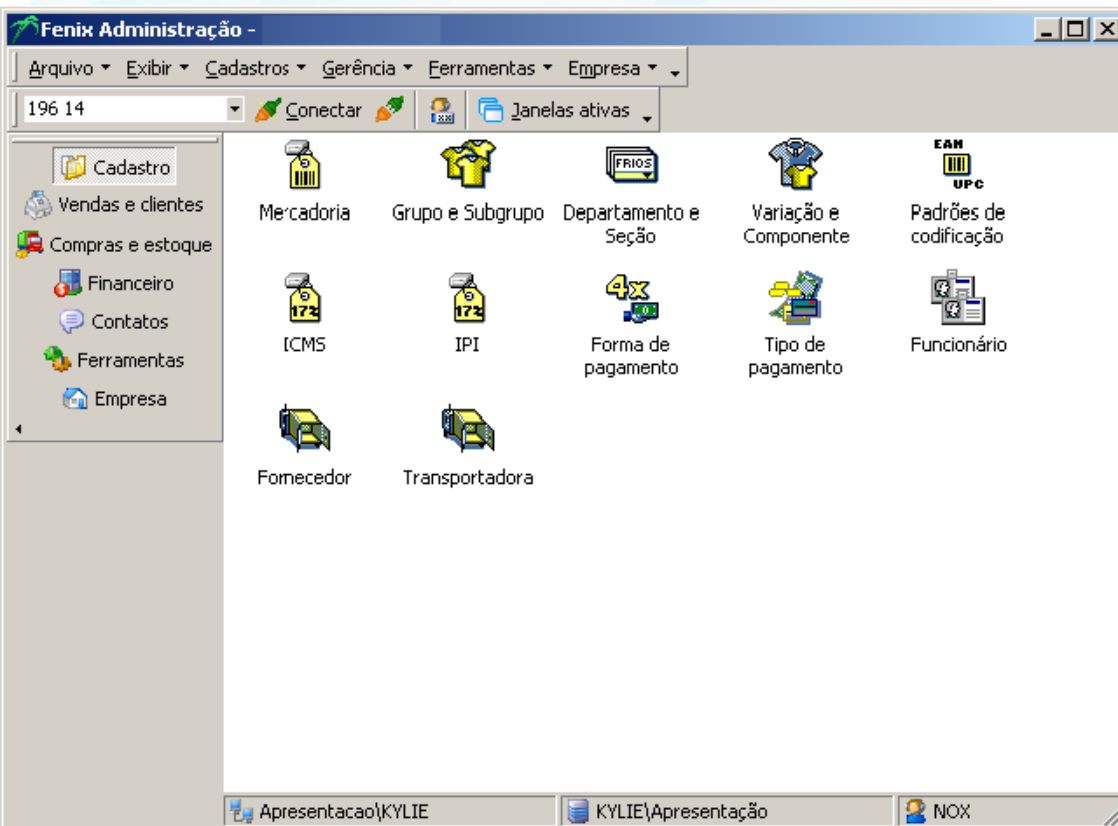 Fenix Administração -
Arquivo Exibir Cadastros Gerência Ferramentas Empresa
196 14 Conectar Janelas ativas
Cadastro
Vendas e clientes
Compras e estoque
Financeiro
Contatos
Ferramentas
Empresa
Mercadoria
Grupo e Subgrupo
FRIOS
Departamento e
Seção
Variação e
Componente
EAN
UPC
Padrões de
codificação
17%
ICMS
17%
IPI
4x
Forma de
pagamento
Tipo de
pagamento
Funcionário
Fornecedor
Transportadora
Apresentacao\KYLIE
KYLIE\Apresentação
NOX